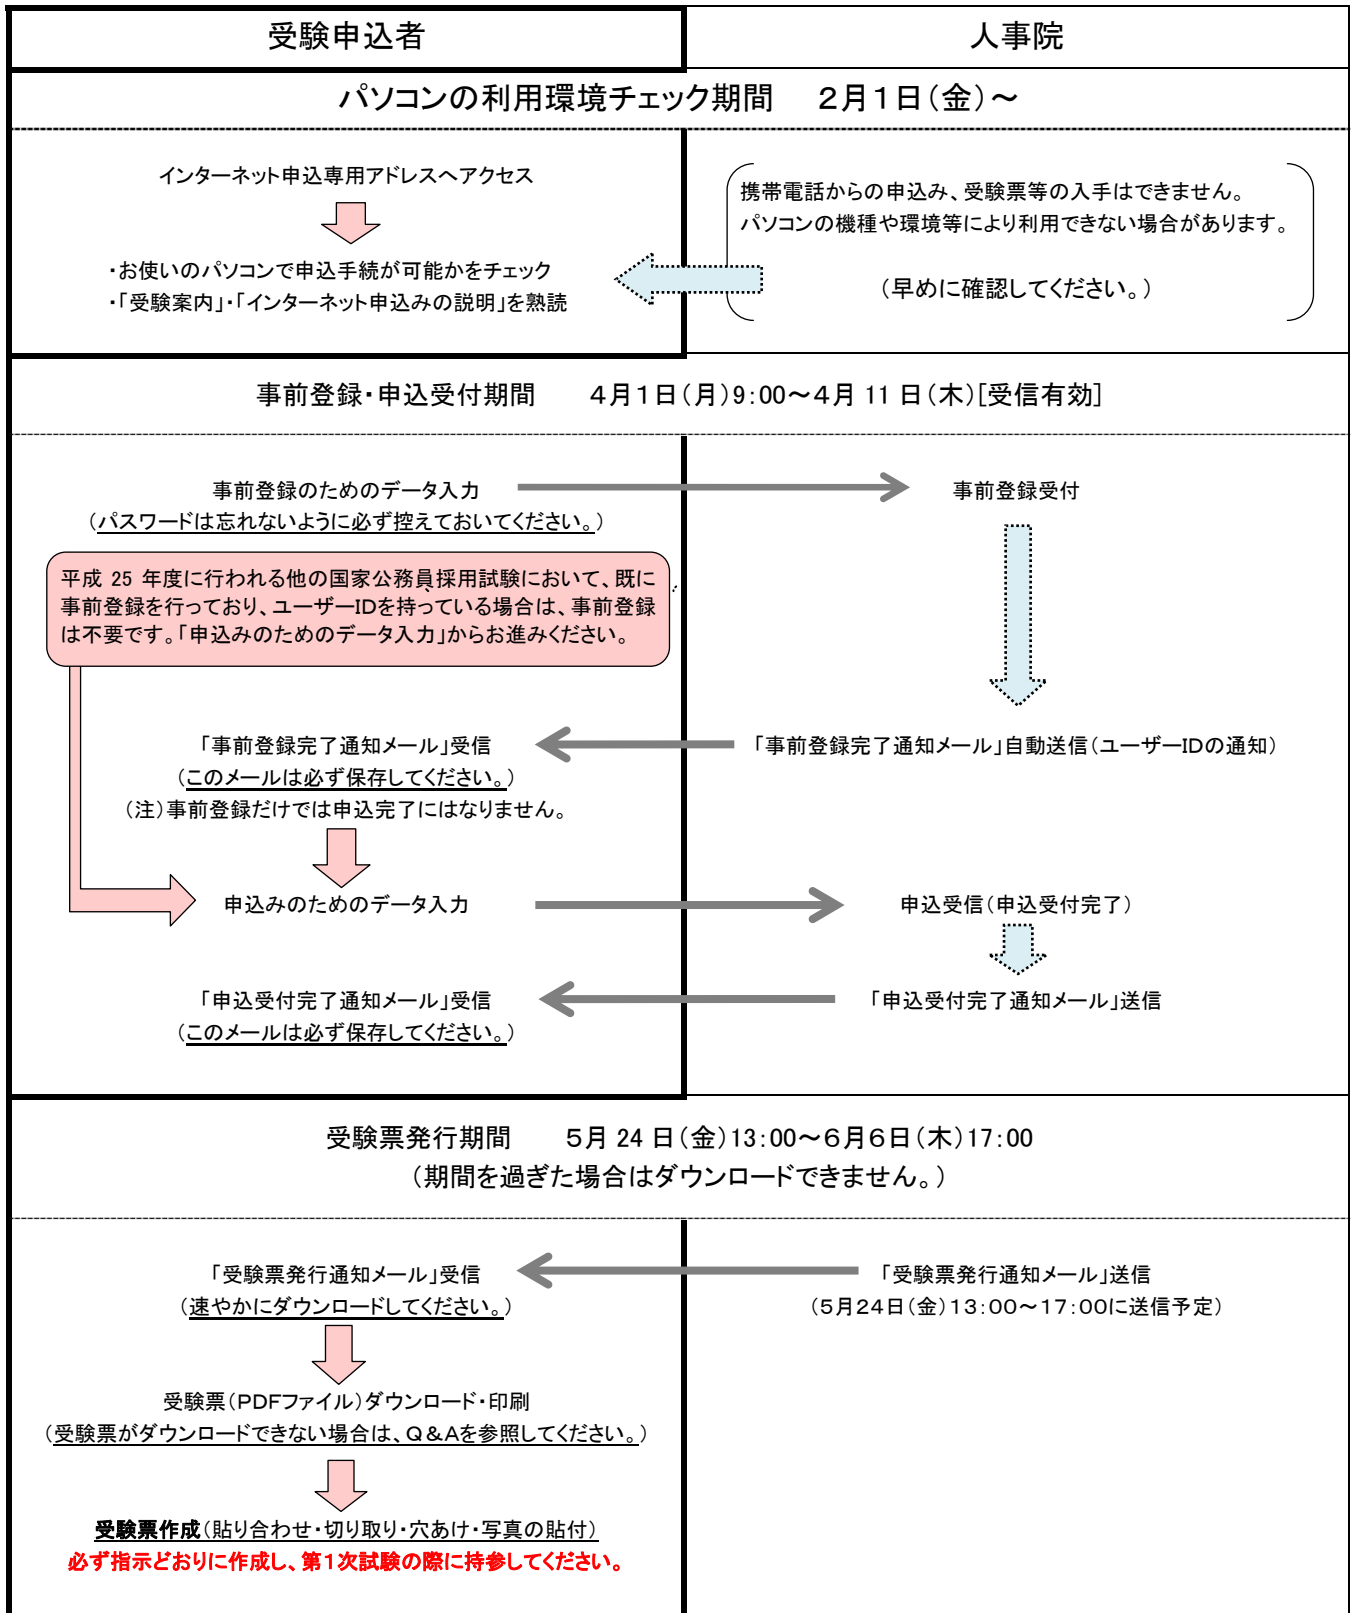 受験申込者
人事院
パソコンの利用環境チェック期間　２月１日（金）～
インターネット申込専用アドレスへアクセス
・お使いのパソコンで申込手続が可能かをチェック
・「受験案内」・「インターネット申込みの説明」を熟読
携帯電話からの申込み、受験票等の入手はできません。
パソコンの機種や環境等により利用できない場合があります。
（早めに確認してください。）
事前登録・申込受付期間　４月１日（月）9：00～４月 11 日（木）[受信有効]
事前登録のためのデータ入力
（パスワードは忘れないように必ず控えておいてください。）
事前登録受付
平成 25 年度に行われる他の国家公務員採用試験において、既に
事前登録を行っており、ユーザーIDを持っている場合は、事前登録
は不要です。「申込みのためのデータ入力」からお進みください。
「事前登録完了通知メール」受信
（このメールは必ず保存してください。）
（注）事前登録だけでは申込完了にはなりません。
「事前登録完了通知メール」自動送信（ユーザーIDの通知）
申込みのためのデータ入力
申込受信（申込受付完了）
「申込受付完了通知メール」受信
（このメールは必ず保存してください。）
「申込受付完了通知メール」送信
受験票発行期間　５月 24 日（金）13：00～６月６日（木）17：00
（期間を過ぎた場合はダウンロードできません。）
「受験票発行通知メール」受信
（速やかにダウンロードしてください。）
「受験票発行通知メール」送信
（５月２４日（金）１３：００～１７：００に送信予定）
受験票（PDFファイル）ダウンロード・印刷
（受験票がダウンロードできない場合は、Ｑ＆Ａを参照してください。）
受験票作成（貼り合わせ・切り取り・穴あけ・写真の貼付）
必ず指示どおりに作成し、第１次試験の際に持参してください。